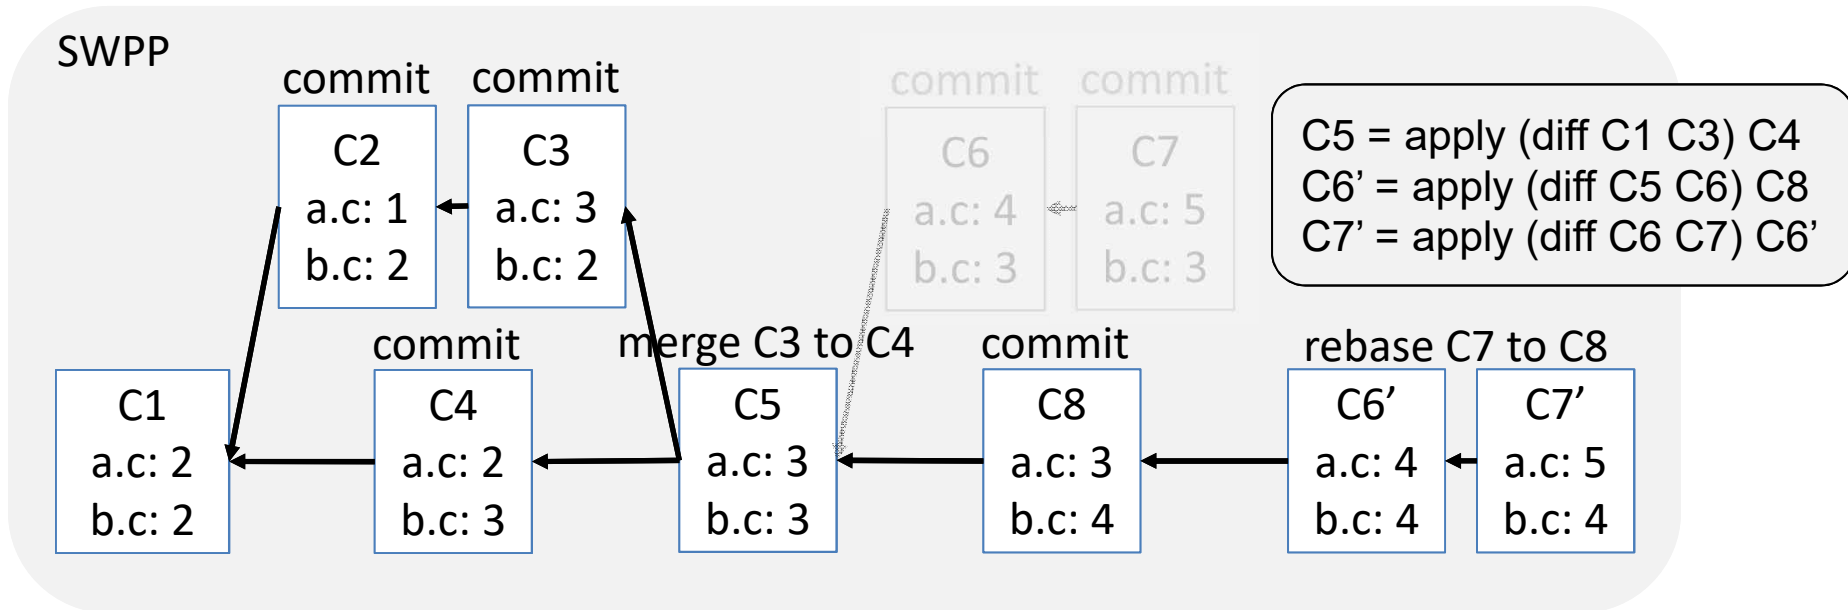 SWPP
commit
C2
a.c: 1
b.c: 2
commit
C3
a.c: 3
b.c: 2
commit
C6
a.c: 4
b.c: 3
commit
C7
a.c: 5
b.c: 3
C5 = apply (diff C1 C3) C4
C6’ = apply (diff C5 C6) C8
C7’ = apply (diff C6 C7) C6’
C1
a.c: 2
b.c: 2
commit
C4
a.c: 2
b.c: 3
merge C3 to C4
C5
a.c: 3
b.c: 3
commit
C8
a.c: 3
b.c: 4
rebase C7 to C8
C6’
a.c: 4
b.c: 4
C7’
a.c: 5
b.c: 4